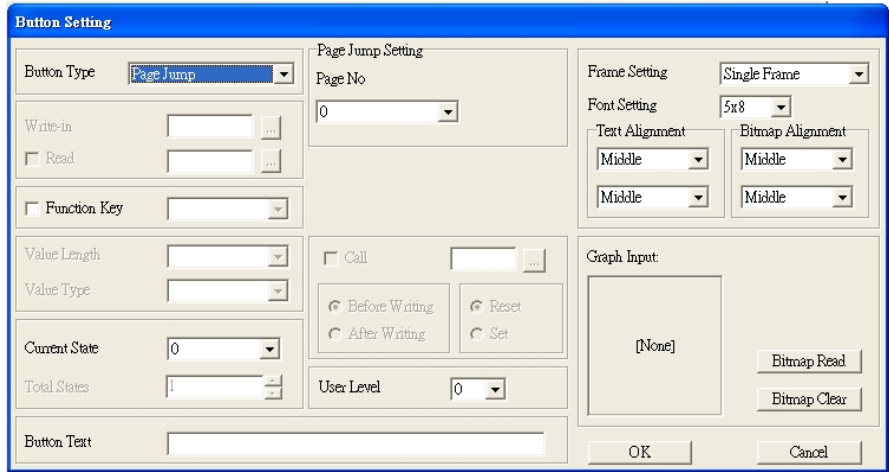 Button Setting
Button Type
Page Jump
Write-in
...
Read
...
Function Key
Value Length
Value Type
Current State
0
Total States
1
Button Text
Page Jump Setting
Page No
0
Call
...
Before Writing
After Writing
Reset
Set
User Level
0
Frame Setting
Single Frame
Font Setting
5x8
Text Alignment
Middle
Middle
Bitmap Alignment
Middle
Middle
Graph Input:
[None]
Bitmap Read
Bitmap Clear
OK
Cancel